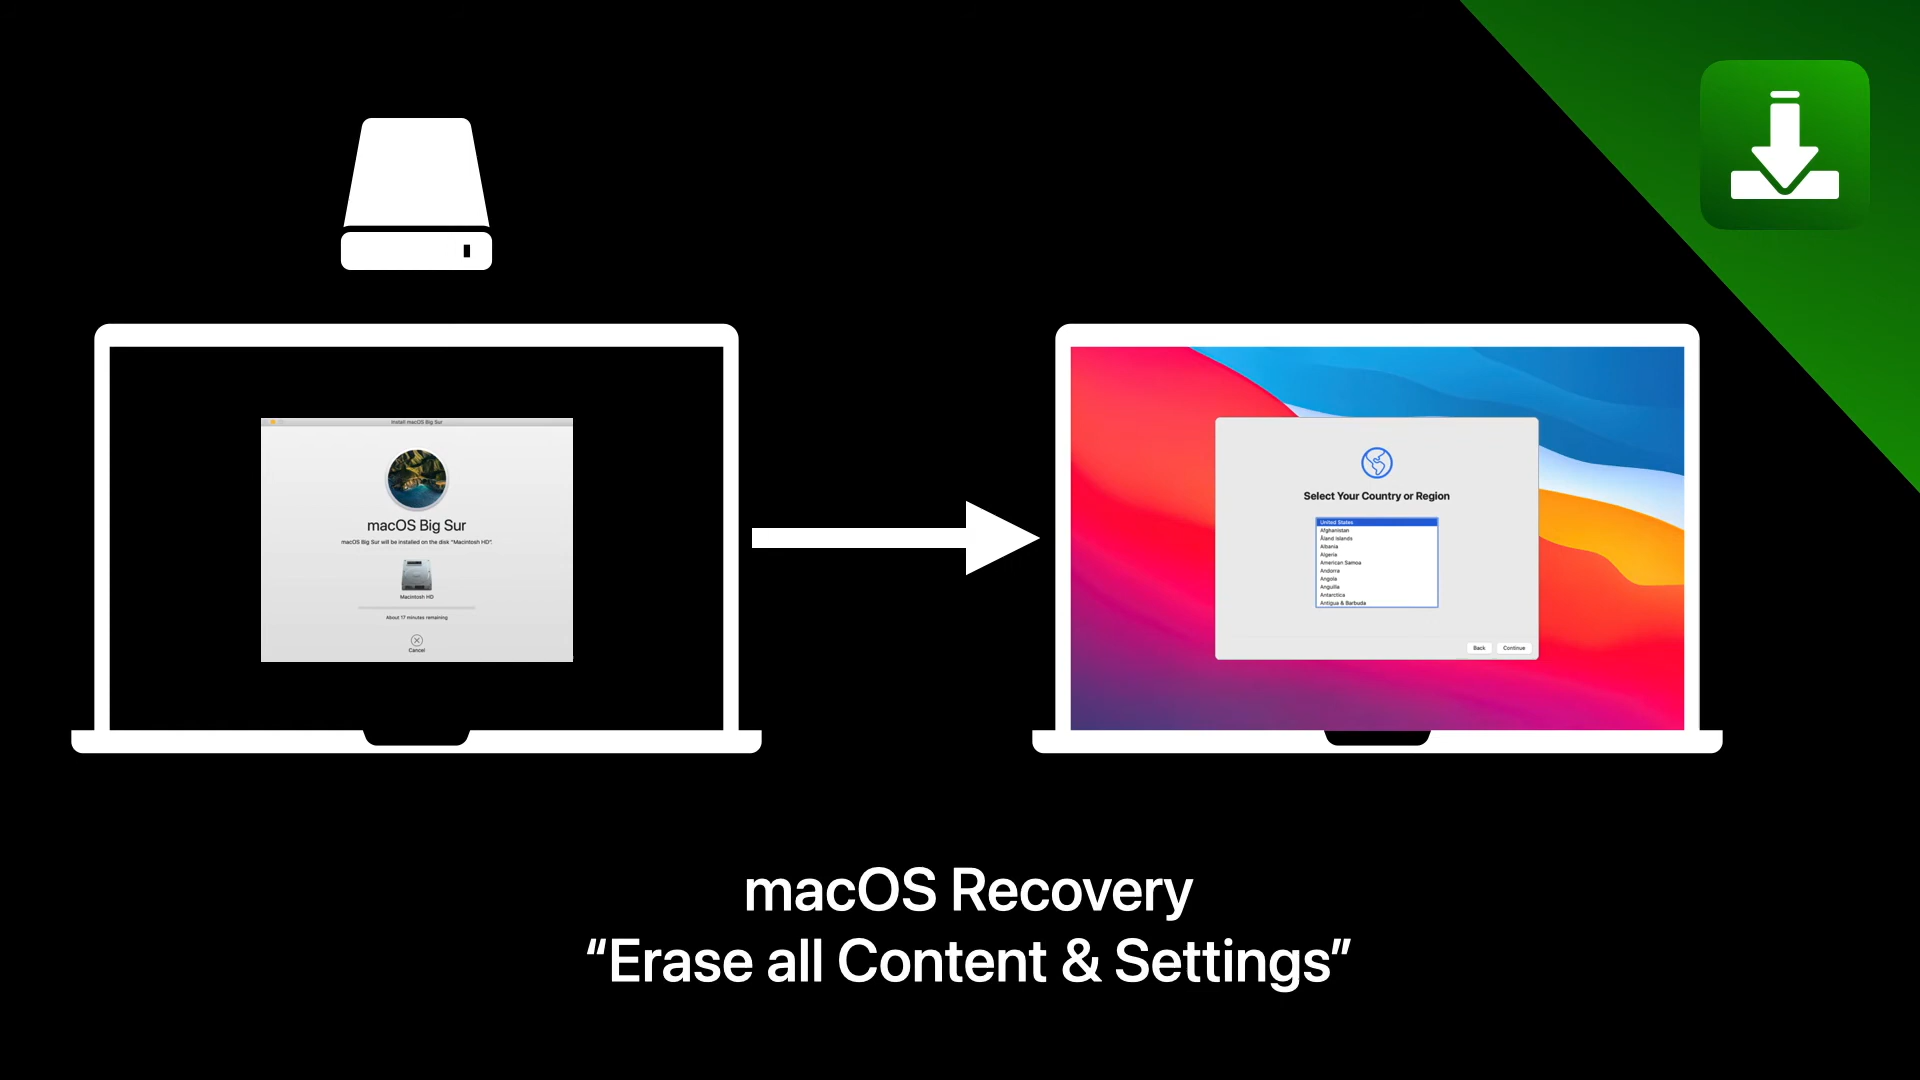 Install macOS Big Sur
macOS Big Sur
macOS Big Sur will be installed on the disk "Macintosh HD".
Macintosh HD
About 17 minutes remaining
Cancel
Select Your Country or Region
United States
Afghanistan
Åland Islands
Albania
Algeria
American Samoa
Andorra
Angola
Anguilla
Antarctica
Antigua & Barbuda
Back
Continue
macOS Recovery
“Erase all Content & Settings”